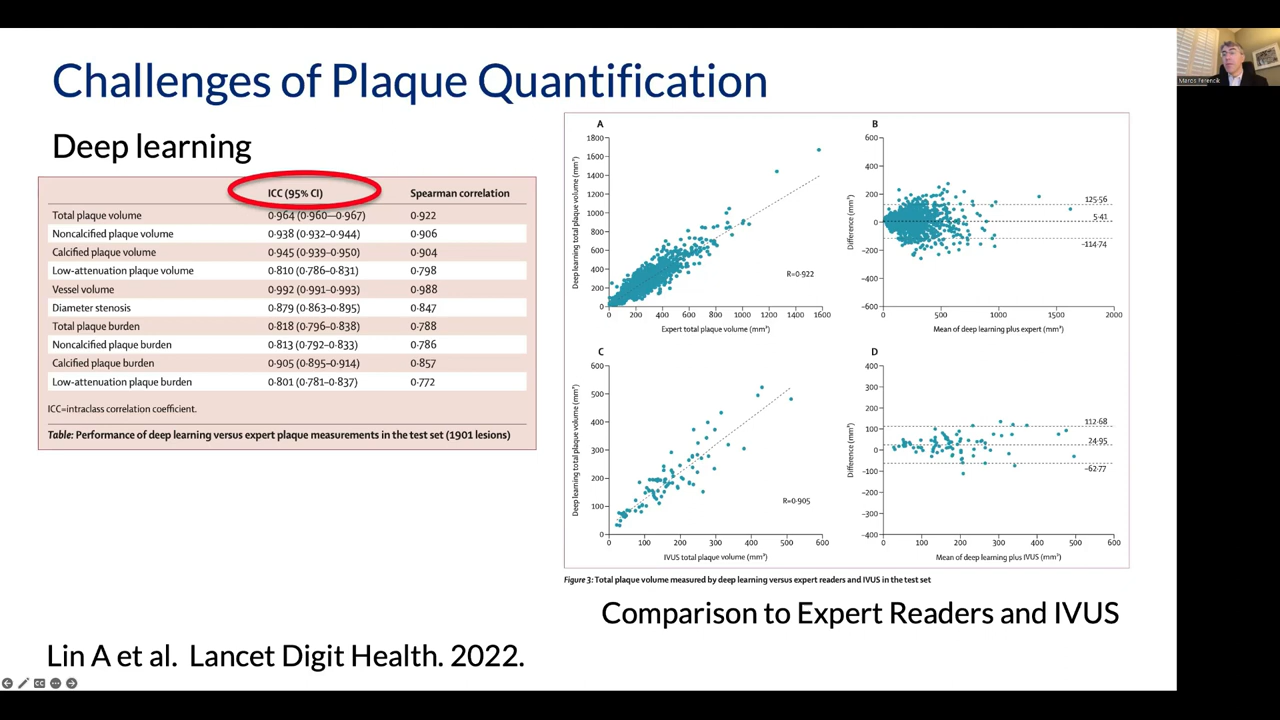 Challenges of Plaque Quantification
Deep learning
ICC (95% CI) Spearman correlation
Total plaque volume 0·964 (0·960—0·967) 0·922
Noncalcified plaque volume 0·938 (0·932–0·944) 0·906
Calcified plaque volume 0·945 (0·939–0·950) 0·904
Low-attenuation plaque volume 0·810 (0·786–0·831) 0·798
Vessel volume 0·992 (0·991–0·993) 0·988
Diameter stenosis 0·879 (0·863–0·895) 0·847
Total plaque burden 0·818 (0·796–0·838) 0·788
Noncalcified plaque burden 0·813 (0·792–0·833) 0·786
Calcified plaque burden 0·905 (0·895–0·914) 0·857
Low-attenuation plaque burden 0·801 (0·781–0·837) 0·772
ICC=intraclass correlation coefficient.
Table: Performance of deep learning versus expert plaque measurements in the test set (1901 lesions)
A
Deep learning total plaque volume (mm³)
1800
1600
1400
1200
1000
800
600
400
200
0
R=0·922
0 200 400 600 800 1000 1200 1400 1600
Expert total plaque volume (mm³)
B
Difference (mm³)
600
400
200
0
–200
–400
–600
125·56
5·41
–114·74
0 500 1000 1500 2000
Mean of deep learning plus expert (mm³)
C
Deep learning total plaque volume (mm³)
600
500
400
300
200
100
0
R=0·905
0 100 200 300 400 500 600
IVUS total plaque volume (mm³)
D
Difference (mm³)
400
300
200
100
0
–100
–200
–300
–400
112·68
24·95
–62·77
0 100 200 300 400 500 600
Mean of deep learning plus IVUS (mm³)
Figure 3: Total plaque volume measured by deep learning versus expert readers and IVUS in the test set
Comparison to Expert Readers and IVUS
Lin A et al. Lancet Digit Health. 2022.
CC